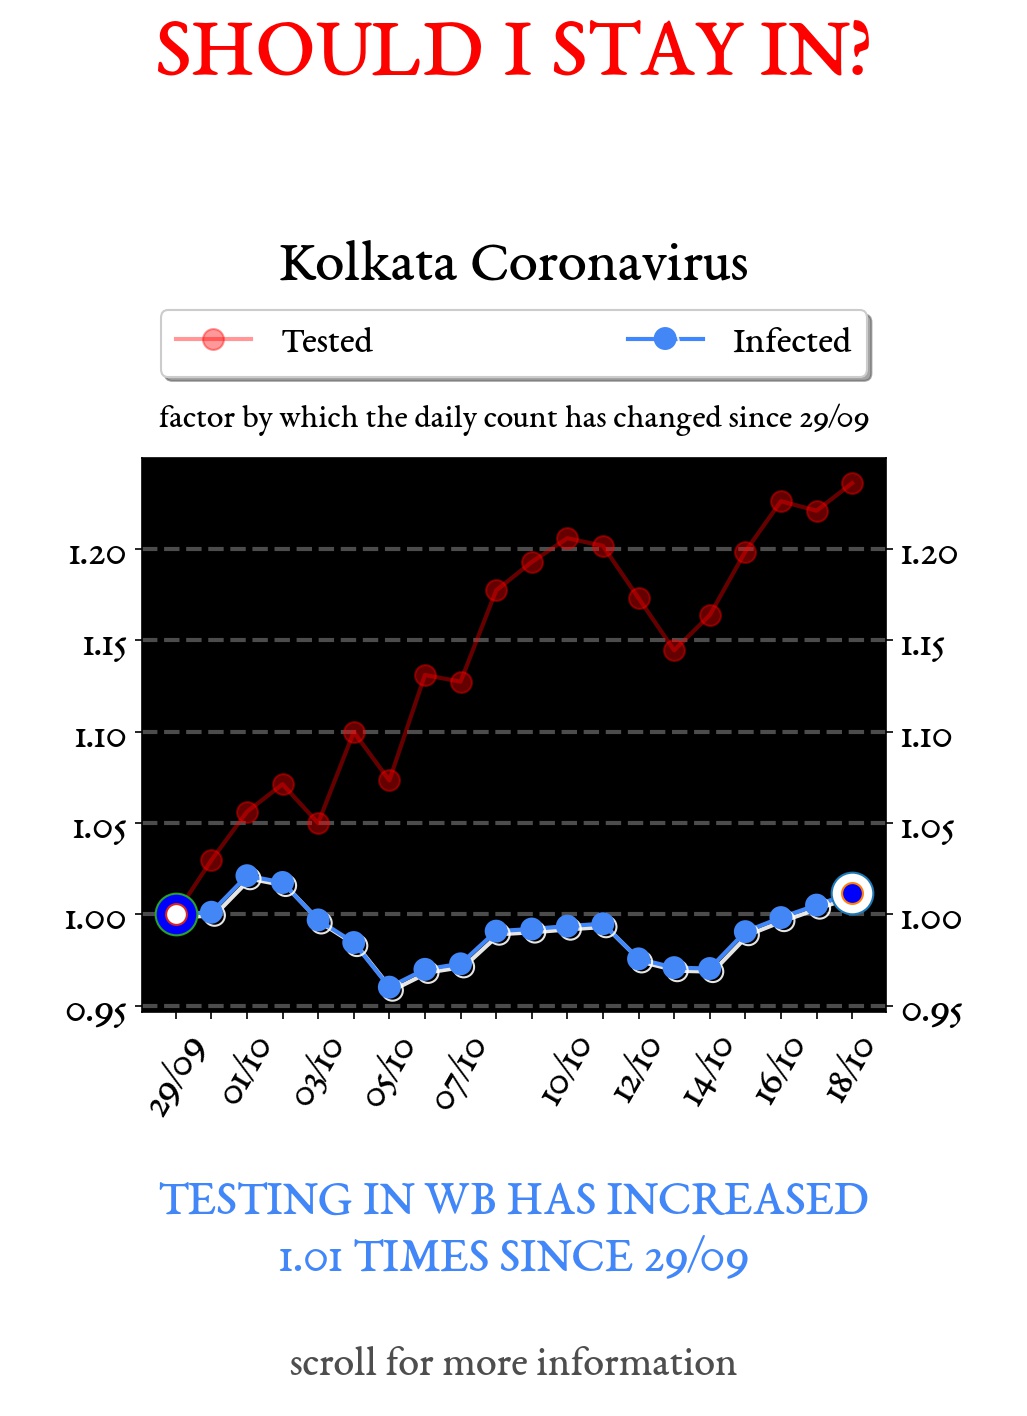 SHOULD I STAY IN?
Kolkata Coronavirus
Tested Infected
factor by which the daily count has changed since 29/09
1.20 1.20
1.15 1.15
1.10 1.10
1.05 1.05
1.00 1.00
0.95 0.95
29/09 01/10 03/10 05/10 07/10 10/10 12/10 14/10 16/10 18/10
TESTING IN WB HAS INCREASED
1.01 TIMES SINCE 29/09
scroll for more information